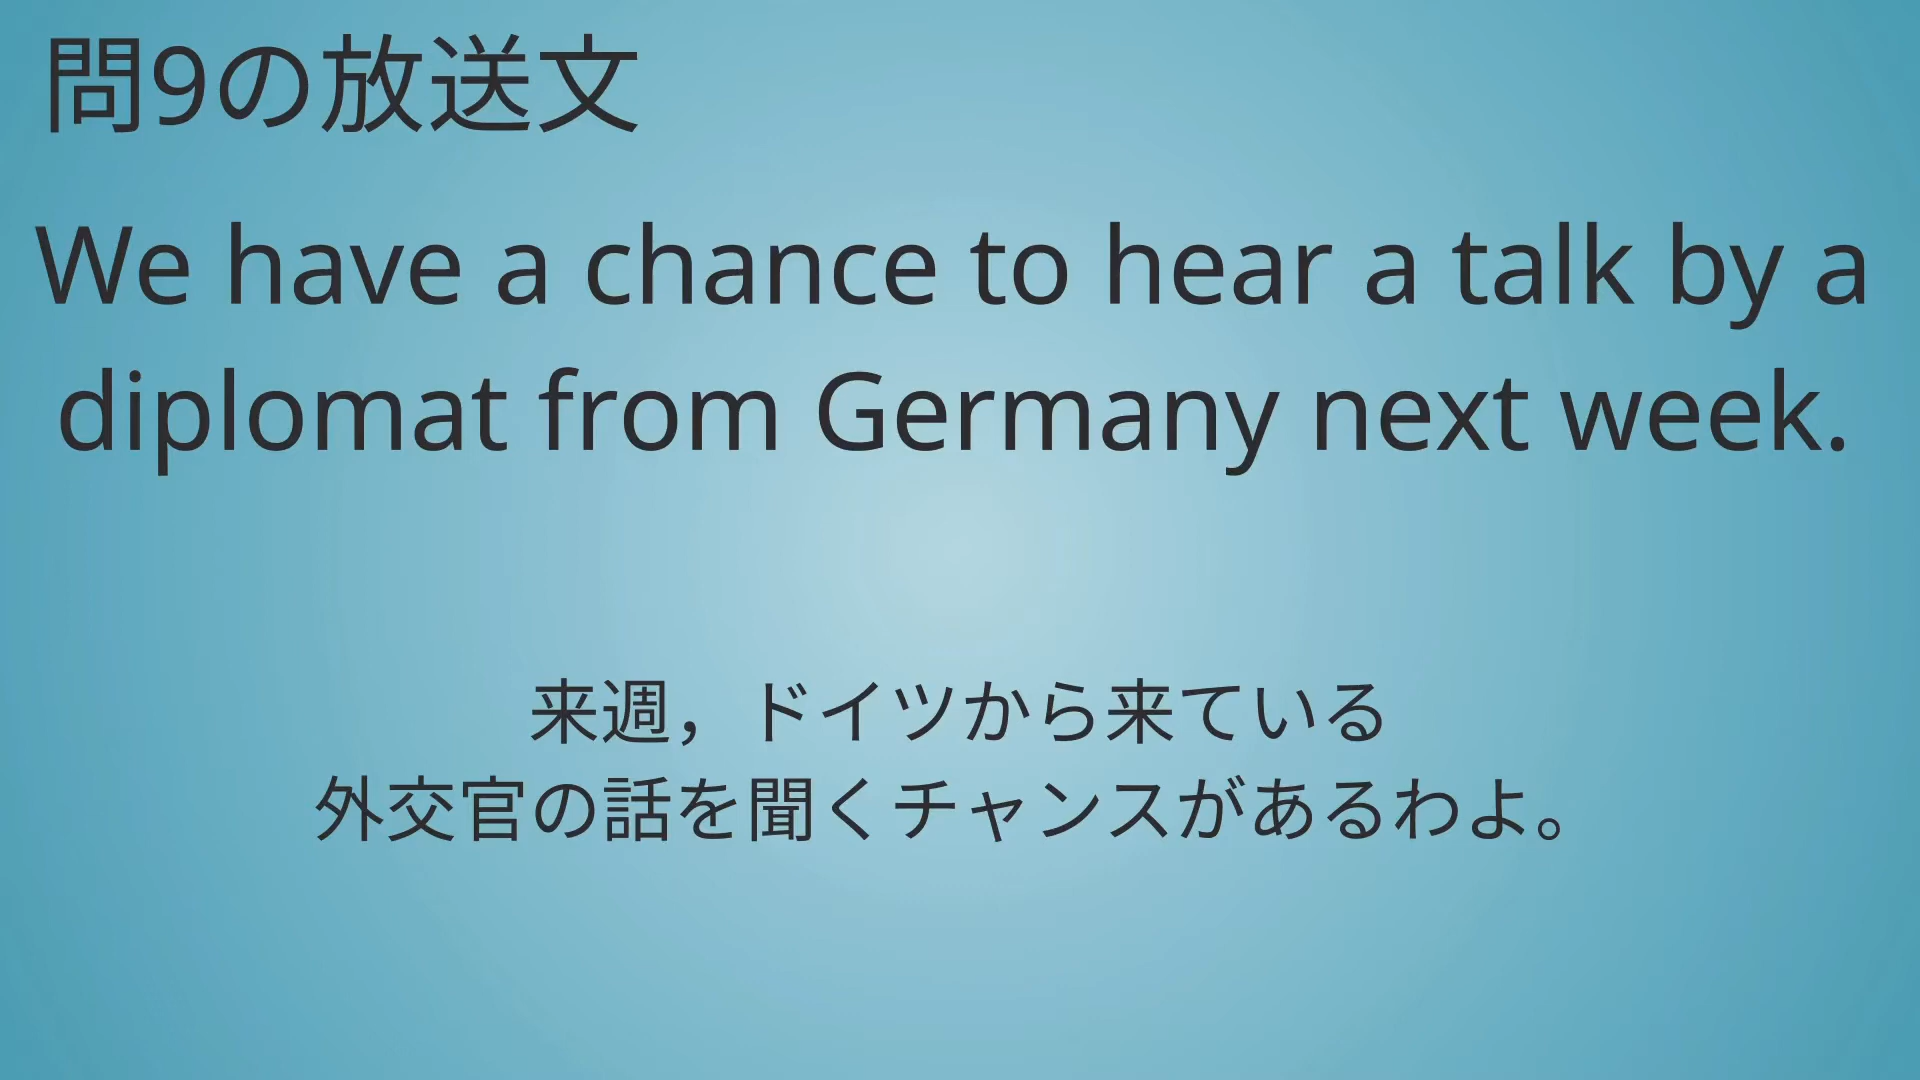 問9の放送文
We have a chance to hear a talk by a
diplomat from Germany next week.
来週，ドイツから来ている
外交官の話を聞くチャンスがあるわよ。